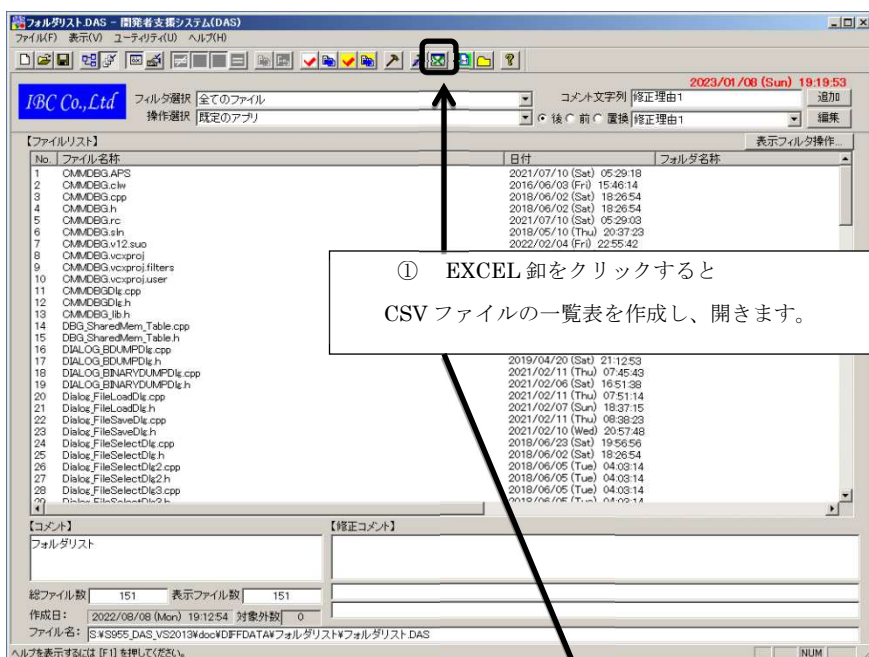 フォルダリスト.DAS - 開発者支援システム(DAS)
ファイル(F) 表示(V) ユーティリティ(U) ヘルプ(H)
2023/01/08 (Sun) 19:19:53
IBC Co,.Ltd
フィルタ選択 全てのファイル
コメント文字列 修正理由1 追加
操作選択 既定のアプリ
後 前 置換 修正理由1 編集
【ファイルリスト】
表示フィルタ操作...
No. ファイル名称 日付 フォルダ名称
1 CMMDBG.APS 2021/07/10 (Sat) 05:29:18
2 CMMDBG.clw 2016/06/03 (Fri) 15:46:14
3 CMMDBG.cpp 2018/06/02 (Sat) 18:26:54
4 CMMDBG.h 2018/06/02 (Sat) 18:26:54
5 CMMDBG.rc 2021/07/10 (Sat) 05:29:03
6 CMMDBG.sln 2018/05/10 (Thu) 20:37:23
7 CMMDBG.v12.suo 2022/02/04 (Fri) 22:55:42
8 CMMDBG.vcxproj
9 CMMDBG.vcxproj.filters
10 CMMDBG.vcxproj.user
11 CMMDBGDlg.cpp
12 CMMDBGDlg.h
13 CMMDBG_lib.h
14 DBG_SharedMem_Table.cpp
15 DBG_SharedMem_Table.h
16 DIALOG_BDUMPDlg.cpp
① EXCEL 釦をクリックすると
CSV ファイルの一覧表を作成し、開きます。
17 DIALOG_BDUMPDlg.h 2019/04/20 (Sat) 21:12:53
18 DIALOG_BINARYDUMPDlg.cpp 2021/02/11 (Thu) 07:45:43
19 DIALOG_BINARYDUMPDlg.h 2021/02/06 (Sat) 16:51:38
20 Dialog_FileLoadDlg.cpp 2021/02/11 (Thu) 07:51:14
21 Dialog_FileLoadDlg.h 2021/02/07 (Sun) 18:37:15
22 Dialog_FileSaveDlg.cpp 2021/02/11 (Thu) 08:38:23
23 Dialog_FileSaveDlg.h 2021/02/10 (Wed) 20:57:48
24 Dialog_FileSelectDlg.cpp 2018/06/23 (Sat) 19:56:56
25 Dialog_FileSelectDlg.h 2018/06/02 (Sat) 18:26:54
26 Dialog_FileSelectDlg2.cpp 2018/06/05 (Tue) 04:03:14
27 Dialog_FileSelectDlg2.h 2018/06/05 (Tue) 04:03:14
28 Dialog_FileSelectDlg3.cpp 2018/06/05 (Tue) 04:03:14
29 Dialog_FileSelectDlg3.h 2018/06/05 (Tue) 04:03:14
【コメント】 【修正コメント】
フォルダリスト
総ファイル数 151 表示ファイル数 151
作成日： 2022/08/08 (Mon) 19:12:54 対象外数 0
ファイル名： S:¥S955_DAS_VS2013¥doc¥DIFFDATA¥フォルダリスト¥フォルダリスト.DAS
ヘルプを表示するには [F1] を押してください。 NUM